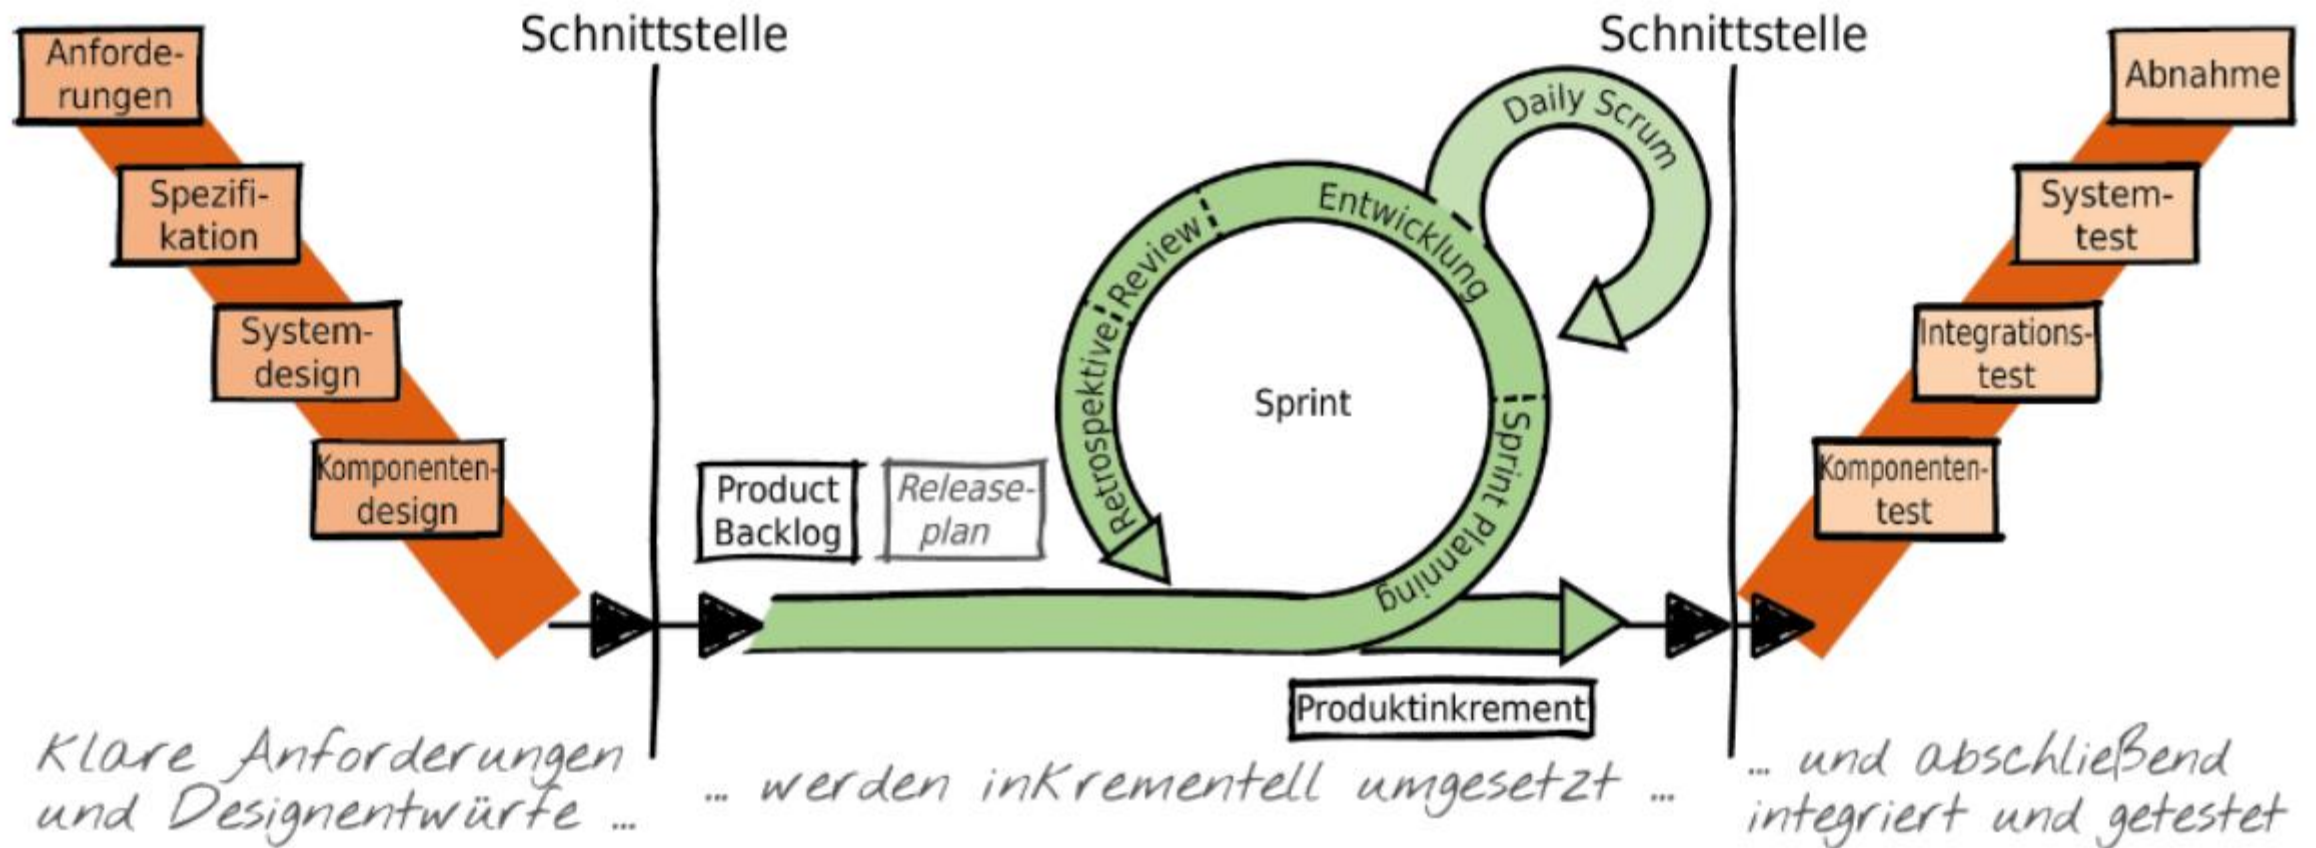 Schnittstelle
Schnittstelle
Anforde-
rungen
Spezifi-
kation
System-
design
Komponenten-
design
Product
Backlog
Release-
plan
Sprint
Retrospektive
Review
Entwicklung
Sprint Planning
Daily Scrum
Produktinkrement
Abnahme
System-
test
Integrations-
test
Komponenten-
test
Klare Anforderungen
und Designentwürfe ...
... werden inkrementell umgesetzt ...
... und abschließend
integriert und getestet